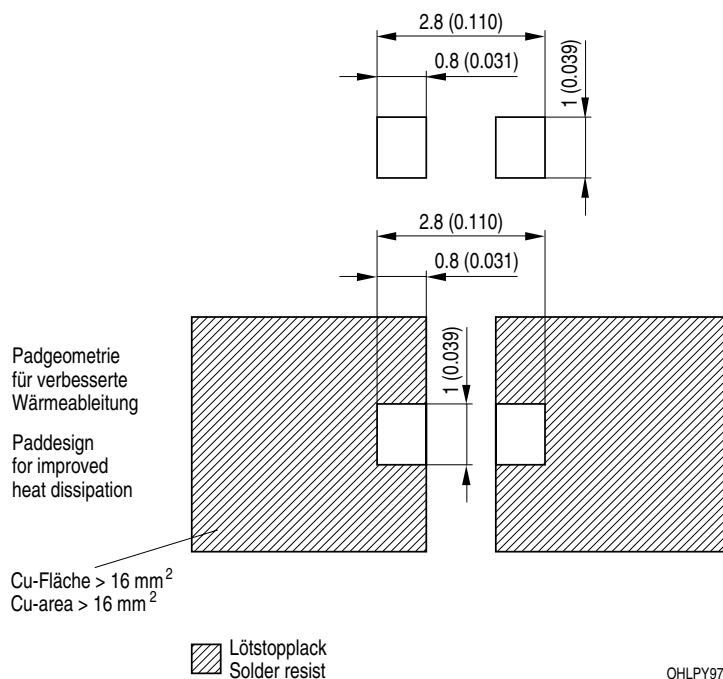 2.8 (0.110)
0.8 (0.031)
1 (0.039)
2.8 (0.110)
0.8 (0.031)
1 (0.039)
Padgeometrie
für verbesserte
Wärmeableitung
Paddesign
for improved
heat dissipation
Cu-Fläche > 16 mm²
Cu-area > 16 mm²
Lötstopplack
Solder resist
OHLPY97